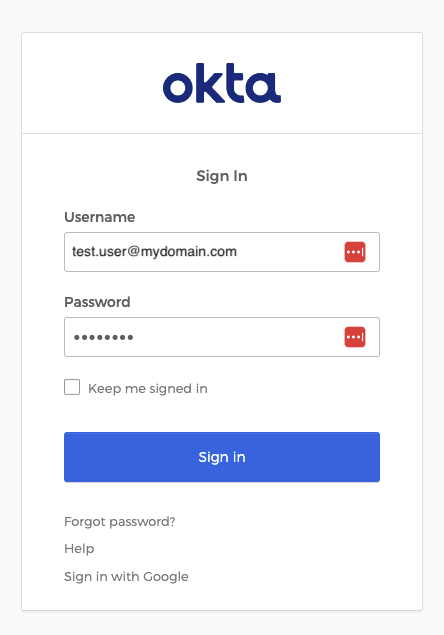 okta
Sign In
Username
test.user@mydomain.com
Password
••••••••
Keep me signed in
Sign in
Forgot password?
Help
Sign in with Google